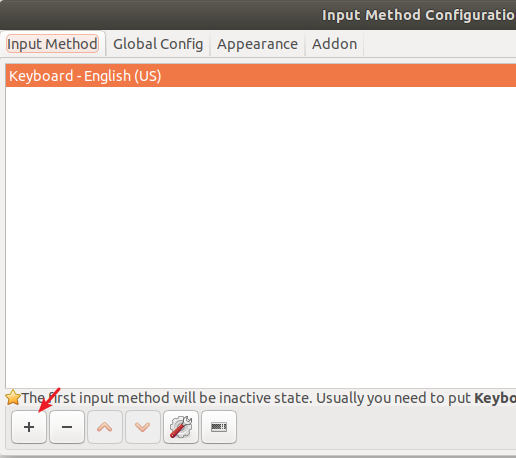 Input Method Configuratio
Input Method Global Config Appearance Addon
Keyboard - English (US)
The first input method will be inactive state. Usually you need to put Keybo